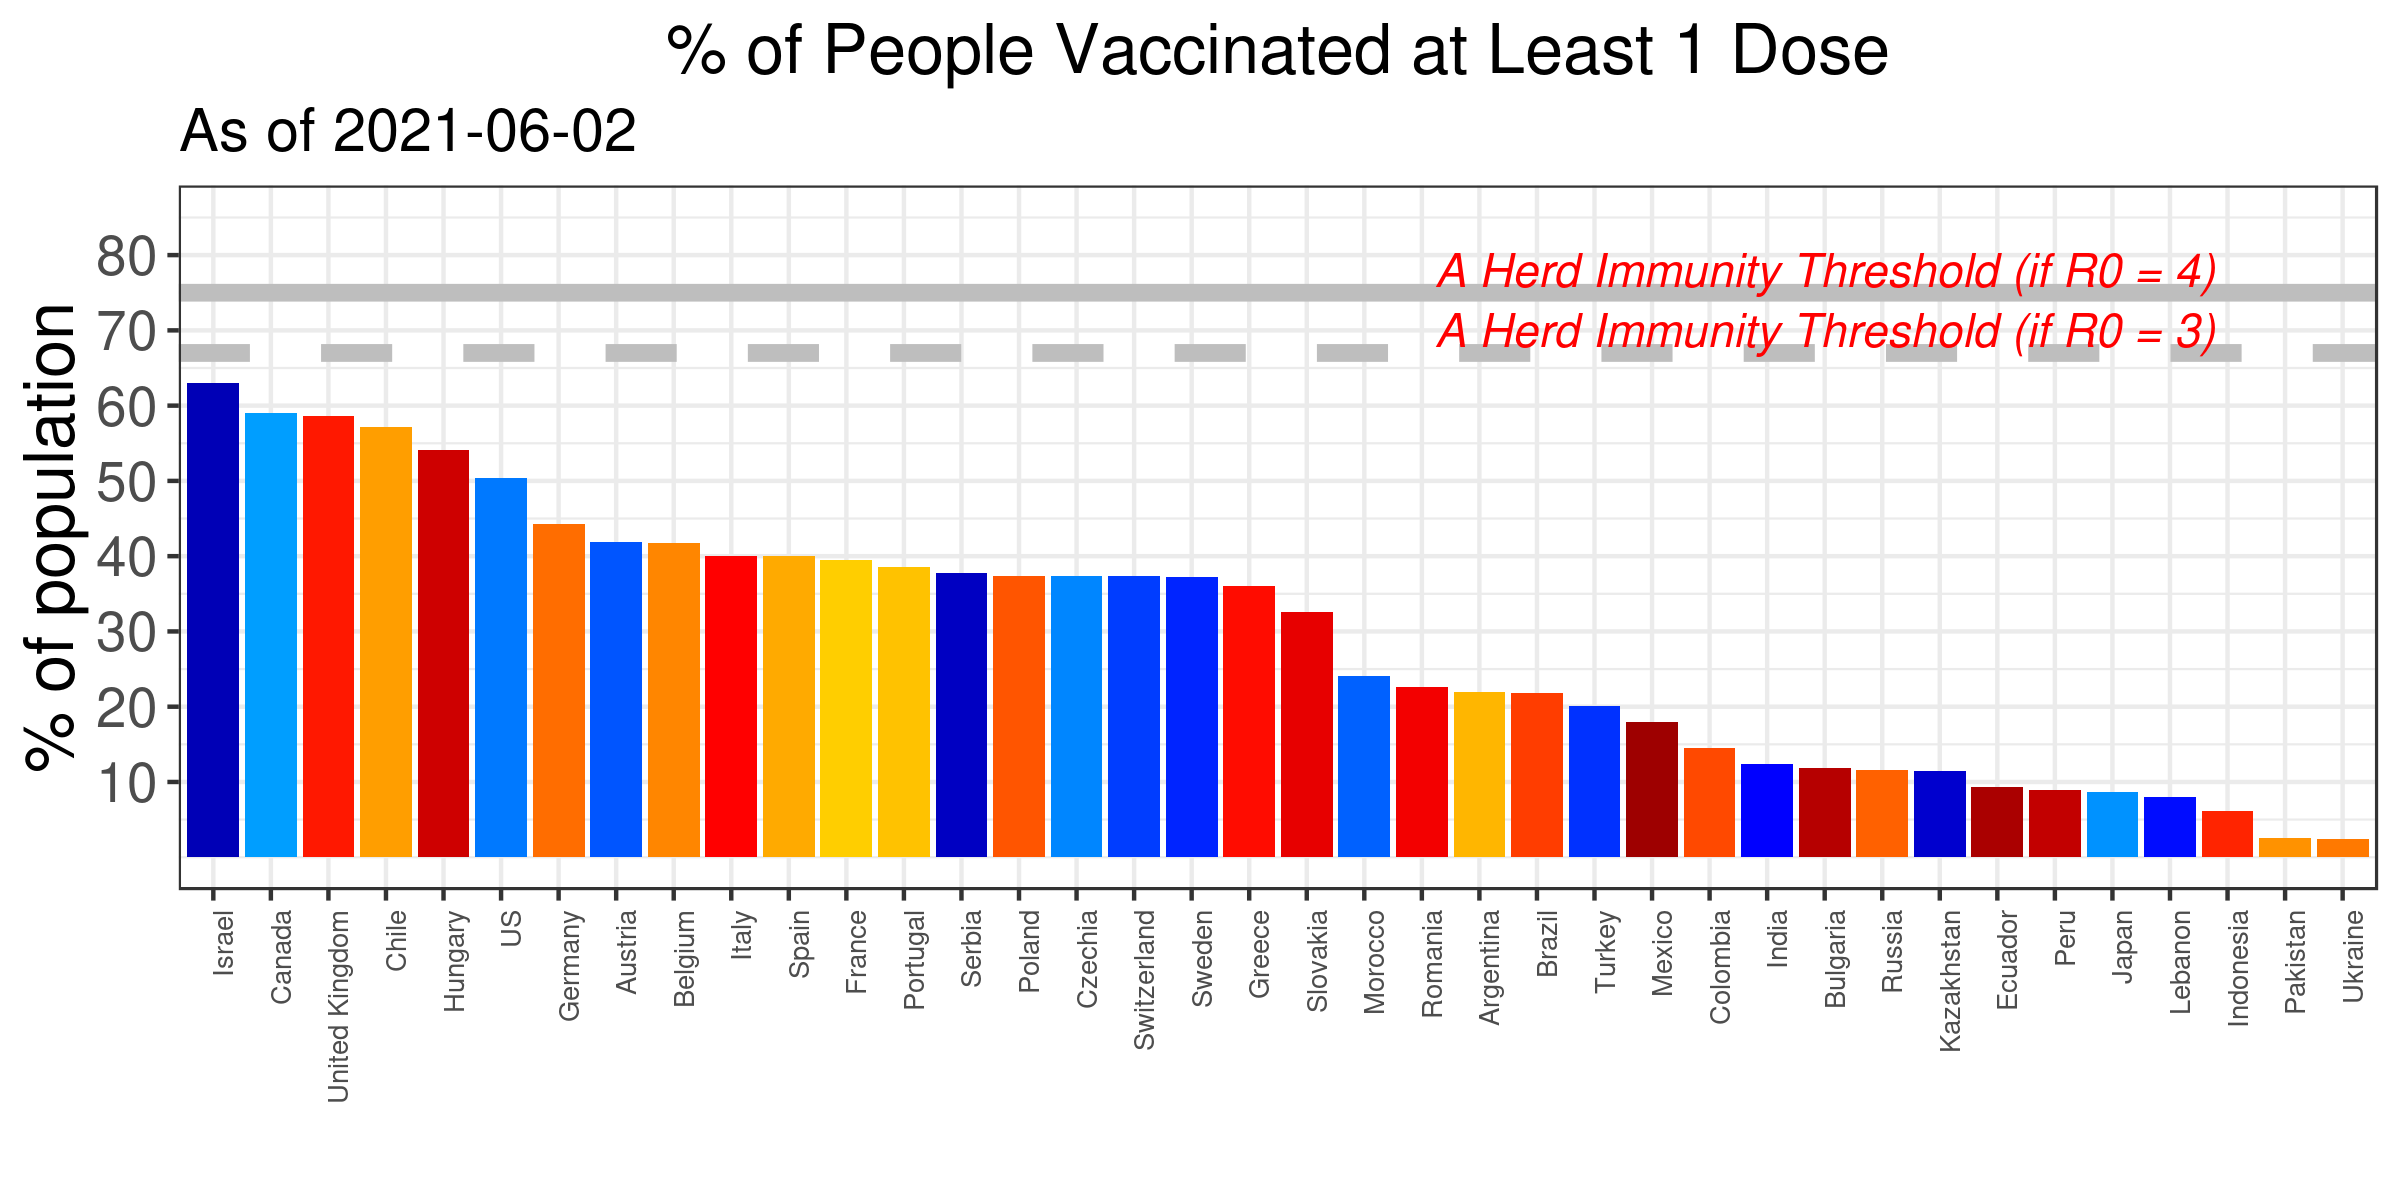 % of People Vaccinated at Least 1 Dose
As of 2021-06-02
% of population
80
70
60
50
40
30
20
10
A Herd Immunity Threshold (if R0 = 4)
A Herd Immunity Threshold (if R0 = 3)
Israel
Canada
United Kingdom
Chile
Hungary
US
Germany
Austria
Belgium
Italy
Spain
France
Portugal
Serbia
Poland
Czechia
Switzerland
Sweden
Greece
Slovakia
Morocco
Romania
Argentina
Brazil
Turkey
Mexico
Colombia
India
Bulgaria
Russia
Kazakhstan
Ecuador
Peru
Japan
Lebanon
Indonesia
Pakistan
Ukraine